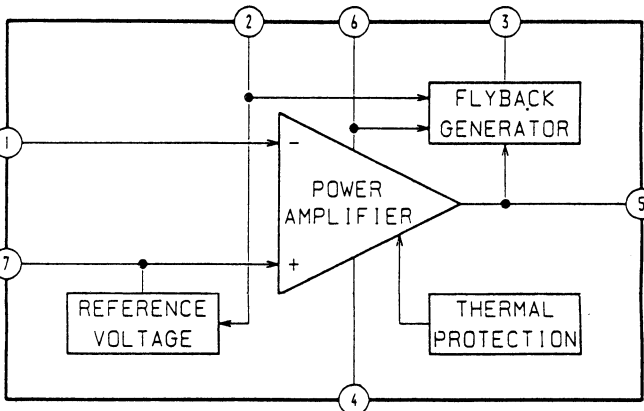 2
6
3
FLYBACK
GENERATOR
1
-
POWER
AMPLIFIER
5
7
+
REFERENCE
VOLTAGE
THERMAL
PROTECTION
4